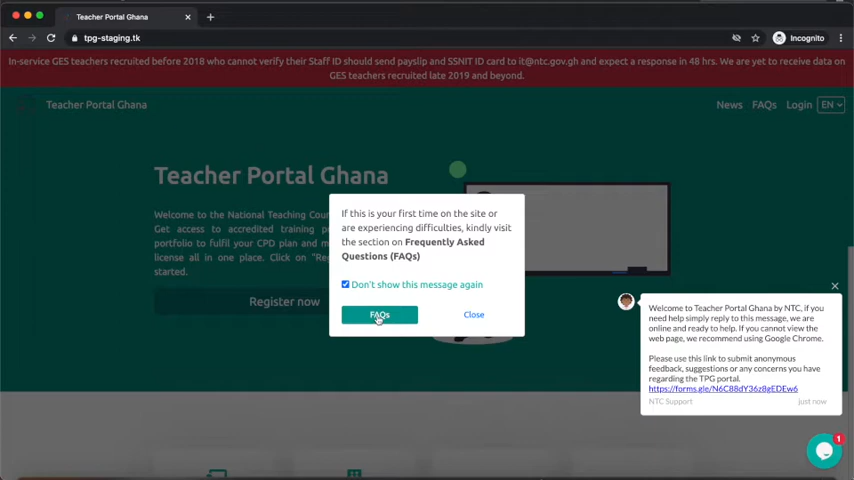 Teacher Portal Ghana
tpg-staging.tk
Incognito
In-service GES teachers recruited before 2018 who cannot verify their Staff ID should send payslip and SSNIT ID card to it@ntc.gov.gh and expect a response in 48 hrs. We are yet to receive data on
GES teachers recruited late 2019 and beyond.
Teacher Portal Ghana
News FAQs Login EN
Teacher Portal Ghana
Welcome to the National Teaching
Get access to accredited training
portfolio to fulfil your CPD plan and
license all in one place. Click on
started.
Register now
If this is your first time on the site or
are experiencing difficulties, kindly visit
the section on Frequently Asked
Questions (FAQs)
Don't show this message again
FAQs Close
Welcome to Teacher Portal Ghana by NTC, if you
need help simply reply to this message, we are
online and ready to help. If you cannot view the
web page, we recommend using Google Chrome.
Please use this link to submit anonymous
feedback, suggestions or any concerns you have
regarding the TPG portal.
https://forms.gle/N6C88dY36z8gEDEw6
NTC Support just now
1